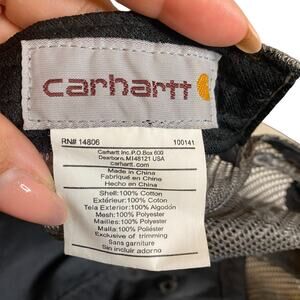 carhartt
RN# 14806 100141
Carhartt Inc. P.O.Box 600
Dearborn, MI48121 USA
carhartt.com
Made in China
Fabriqué en China
Hecho en China
Shell:100% Cotton
Extérieur:100% Coton
Tela Exterior:100% Algodón
Mesh:100% Polyester
Maille:100% Polyester
Malla:100% Poliéster
Exclusive of trimming
Sans garniture
Sin incluir adorno